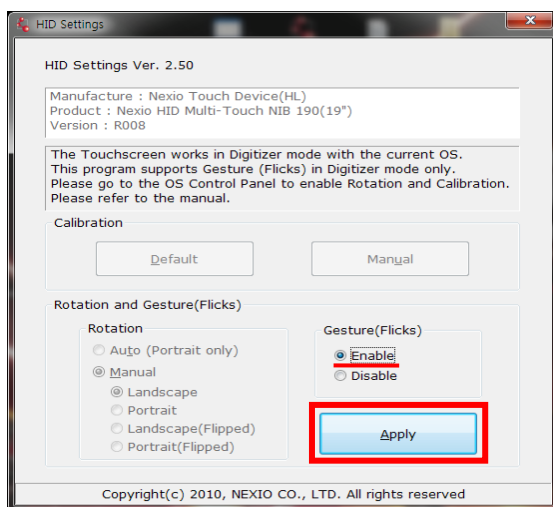 HID Settings
HID Settings Ver. 2.50
Manufacture : Nexio Touch Device(HL)
Product : Nexio HID Multi-Touch NIB 190(19")
Version : R008
The Touchscreen works in Digitizer mode with the current OS.
This program supports Gesture (Flicks) in Digitizer mode only.
Please go to the OS Control Panel to enable Rotation and Calibration.
Please refer to the manual.
Calibration
Default
Manual
Rotation and Gesture(Flicks)
Rotation
Auto (Portrait only)
Manual
Landscape
Portrait
Landscape(Flipped)
Portrait(Flipped)
Gesture(Flicks)
Enable
Disable
Apply
Copyright(c) 2010, NEXIO CO., LTD. All rights reserved